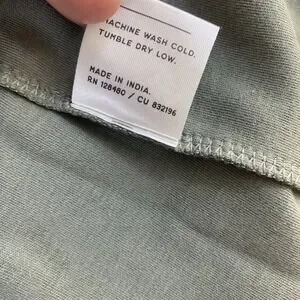 MACHINE WASH COLD.
TUMBLE DRY LOW.
MADE IN INDIA.
RN 128480 / CU 832196